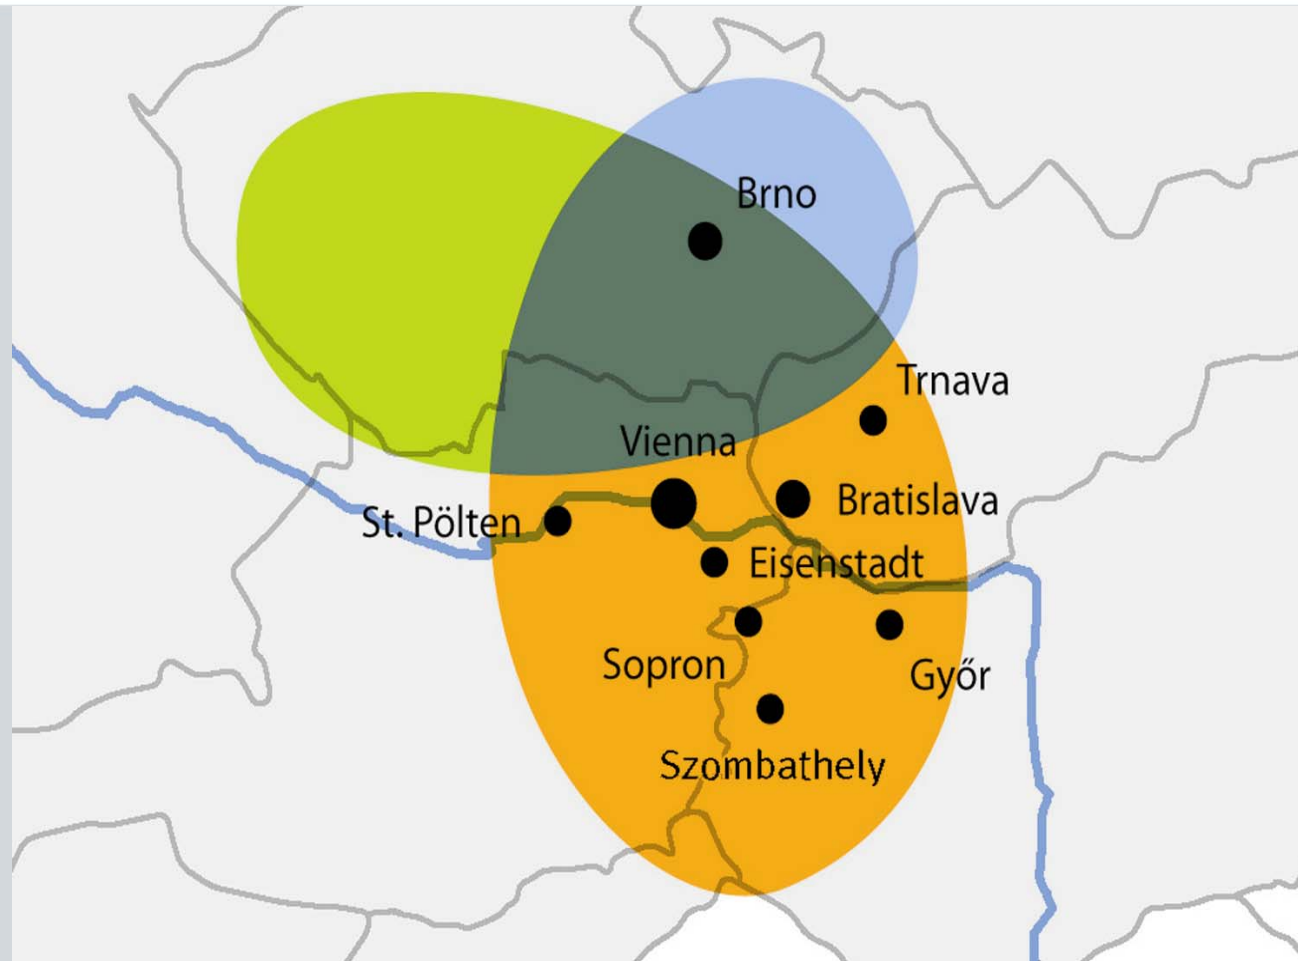 Brno
Trnava
Vienna
Bratislava
St. Pölten
Eisenstadt
Sopron
Győr
Szombathely